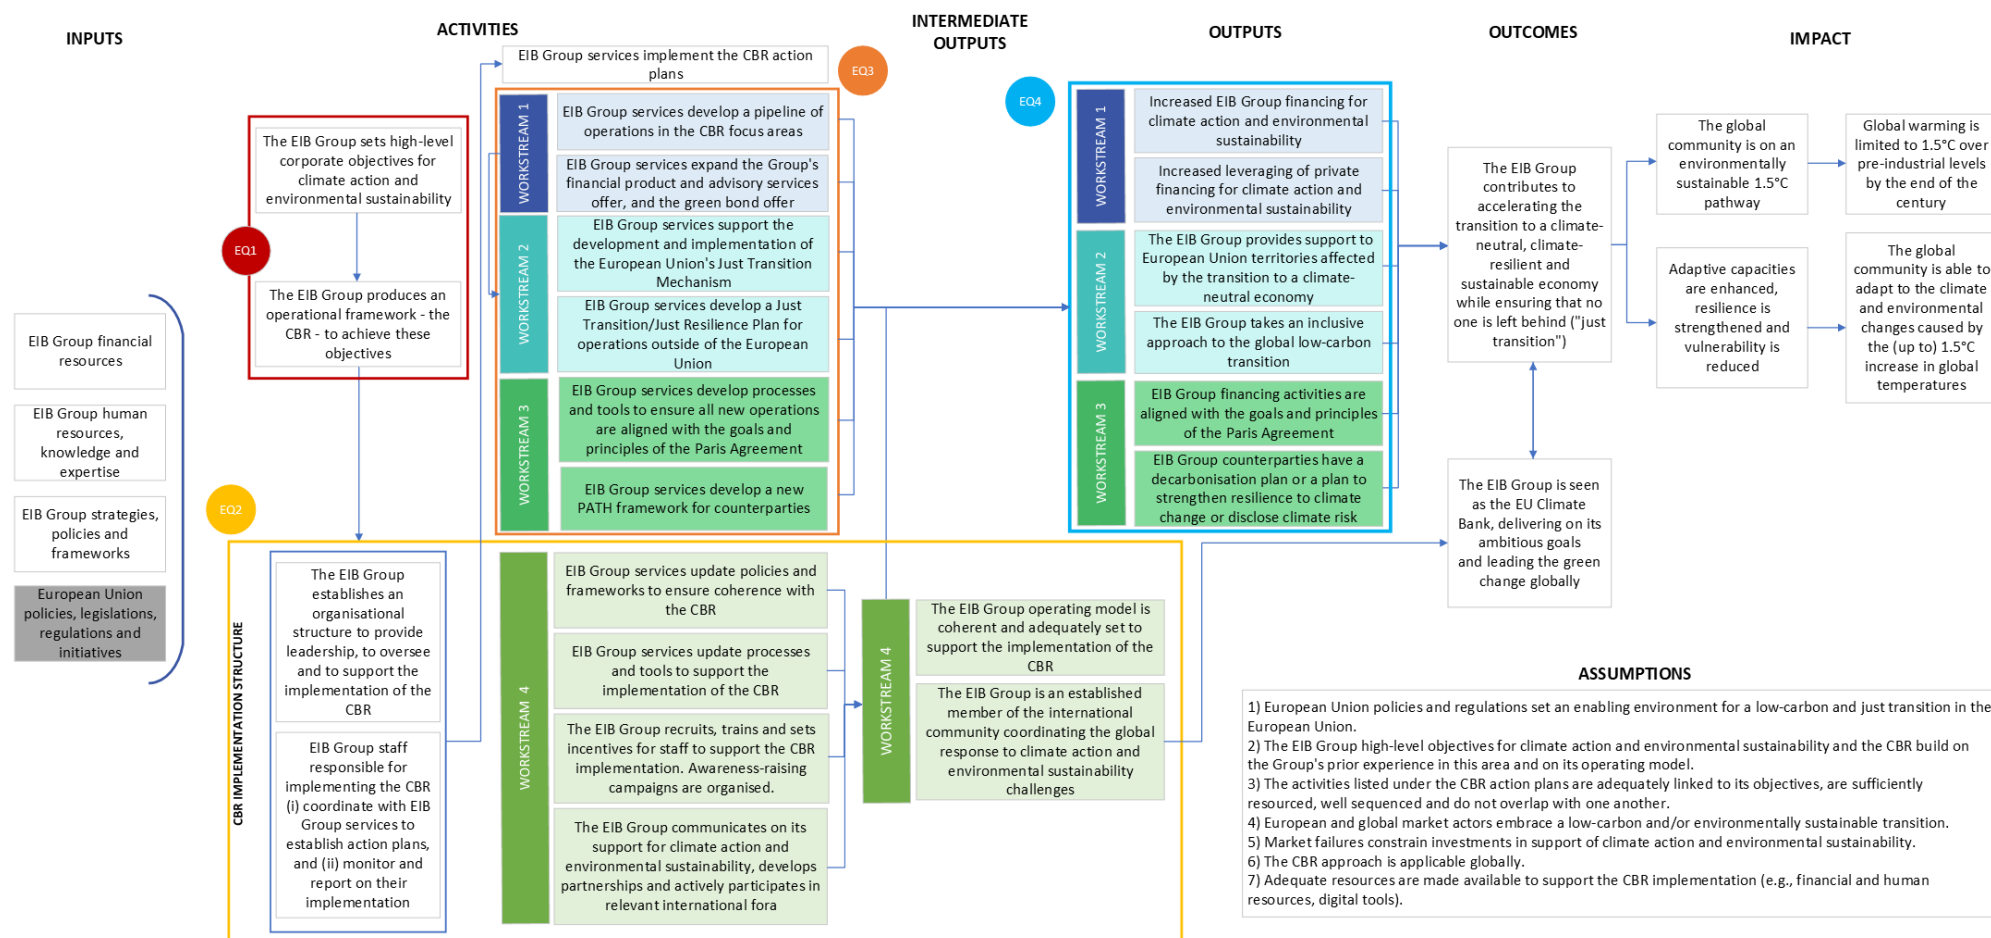 INPUTS
ACTIVITIES
INTERMEDIATE
OUTPUTS
OUTPUTS
OUTCOMES
IMPACT
EIB Group financial
resources
EIB Group human
resources,
knowledge and
expertise
EIB Group strategies,
policies and
frameworks
European Union
policies, legislations,
regulations and
initiatives
EQ1
The EIB Group sets high-level
corporate objectives for
climate action and
environmental sustainability
The EIB Group produces an
operational framework - the
CBR - to achieve these
objectives
EQ2
CBR IMPLEMENTATION STRUCTURE
The EIB Group
establishes an
organisational
structure to provide
leadership, to oversee
and to support the
implementation of the
CBR
EIB Group staff
responsible for
implementing the CBR
(i) coordinate with EIB
Group services to
establish action plans,
and (ii) monitor and
report on their
implementation
EIB Group services implement the CBR action
plans
EQ3
WORKSTREAM 1
EIB Group services develop a pipeline of
operations in the CBR focus areas
EIB Group services expand the Group's
financial product and advisory services
offer, and the green bond offer
WORKSTREAM 2
EIB Group services support the
development and implementation of
the European Union's Just Transition
Mechanism
EIB Group services develop a Just
Transition/Just Resilience Plan for
operations outside of the European
Union
WORKSTREAM 3
EIB Group services develop processes
and tools to ensure all new operations
are aligned with the goals and
principles of the Paris Agreement
EIB Group services develop a new
PATH framework for counterparties
WORKSTREAM 4
EIB Group services update policies and
frameworks to ensure coherence with
the CBR
EIB Group services update processes
and tools to support the
implementation of the CBR
The EIB Group recruits, trains and sets
incentives for staff to support the CBR
implementation. Awareness-raising
campaigns are organised.
The EIB Group communicates on its
support for climate action and
environmental sustainability, develops
partnerships and actively participates in
relevant international fora
WORKSTREAM 4
The EIB Group operating model is
coherent and adequately set to
support the implementation of the
CBR
The EIB Group is an established
member of the international
community coordinating the global
response to climate action and
environmental sustainability
challenges
EQ4
WORKSTREAM 1
Increased EIB Group financing for
climate action and environmental
sustainability
Increased leveraging of private
financing for climate action and
environmental sustainability
WORKSTREAM 2
The EIB Group provides support to
European Union territories affected
by the transition to a climate-
neutral economy
The EIB Group takes an inclusive
approach to the global low-carbon
transition
WORKSTREAM 3
EIB Group financing activities are
aligned with the goals and principles
of the Paris Agreement
EIB Group counterparties have a
decarbonisation plan or a plan to
strengthen resilience to climate
change or disclose climate risk
The EIB Group
contributes to
accelerating the
transition to a climate-
neutral, climate-
resilient and
sustainable economy
while ensuring that no
one is left behind ("just
transition")
The EIB Group is seen
as the EU Climate
Bank, delivering on its
ambitious goals
and leading the green
change globally
The global
community is on an
environmentally
sustainable 1.5°C
pathway
Global warming is
limited to 1.5°C over
pre-industrial levels
by the end of the
century
Adaptive capacities
are enhanced,
resilience is
strengthened and
vulnerability is
reduced
The global
community is able to
adapt to the climate
and environmental
changes caused by
the (up to) 1.5°C
increase in global
temperatures
ASSUMPTIONS
1) European Union policies and regulations set an enabling environment for a low-carbon and just transition in the
European Union.
2) The EIB Group high-level objectives for climate action and environmental sustainability and the CBR build on
the Group's prior experience in this area and on its operating model.
3) The activities listed under the CBR action plans are adequately linked to its objectives, are sufficiently
resourced, well sequenced and do not overlap with one another.
4) European and global market actors embrace a low-carbon and/or environmentally sustainable transition.
5) Market failures constrain investments in support of climate action and environmental sustainability.
6) The CBR approach is applicable globally.
7) Adequate resources are made available to support the CBR implementation (e.g., financial and human
resources, digital tools).